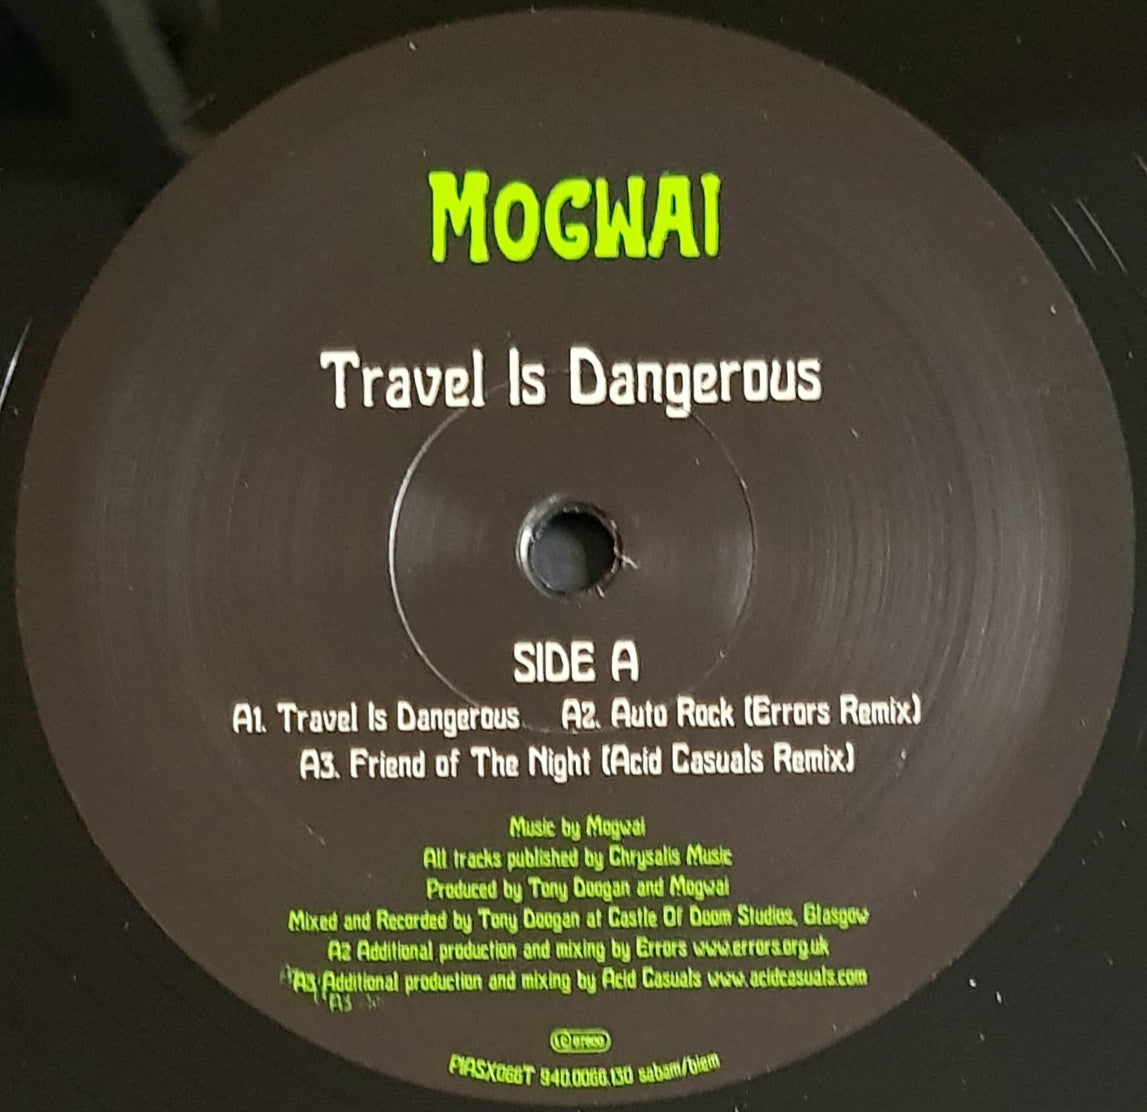 MOGWAI
Travel Is Dangerous
SIDE A
A1. Travel Is Dangerous A2. Auto Rock (Errors Remix)
A3. Friend of The Night (Acid Casuals Remix)
Music by Mogwai
All tracks published by Chrysalis Music
Produced by Tony Doogan and Mogwai
Mixed and Recorded by Tony Doogan at Castle Of Doom Studios, Glasgow
A2 Additional production and mixing by Errors www.errors.org.uk
A3 Additional production and mixing by Acid Casuals www.acidcasuals.com
A3
PIASX066T 940.0066.130 sabam/biem